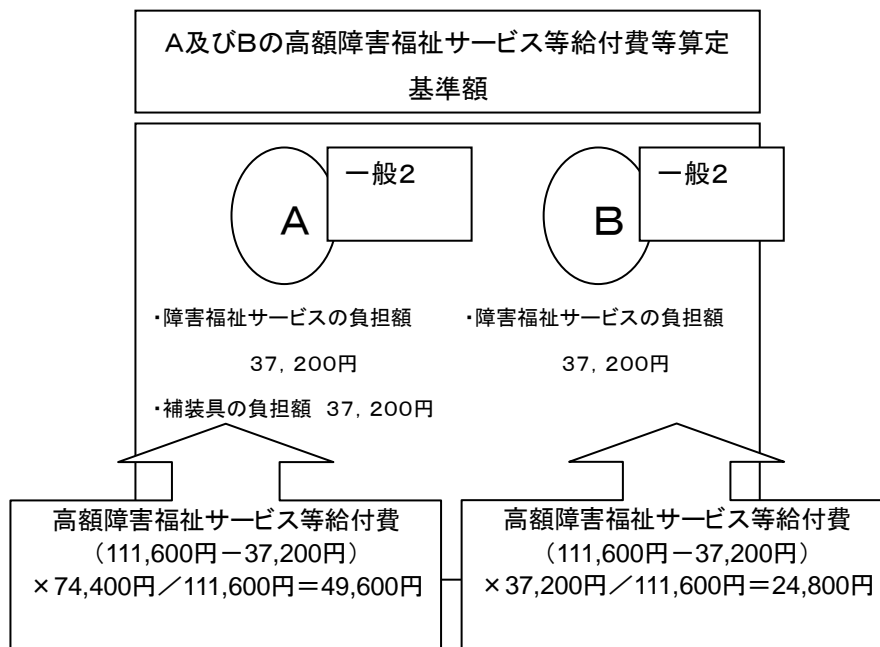 A及びBの高額障害福祉サービス等給付費等算定
基準額
A
一般2
B
一般2
・障害福祉サービスの負担額
37,200円
・補装具の負担額 37,200円
・障害福祉サービスの負担額
37,200円
高額障害福祉サービス等給付費
（111,600円－37,200円）
×74,400円／111,600円＝49,600円
高額障害福祉サービス等給付費
（111,600円－37,200円）
×37,200円／111,600円＝24,800円